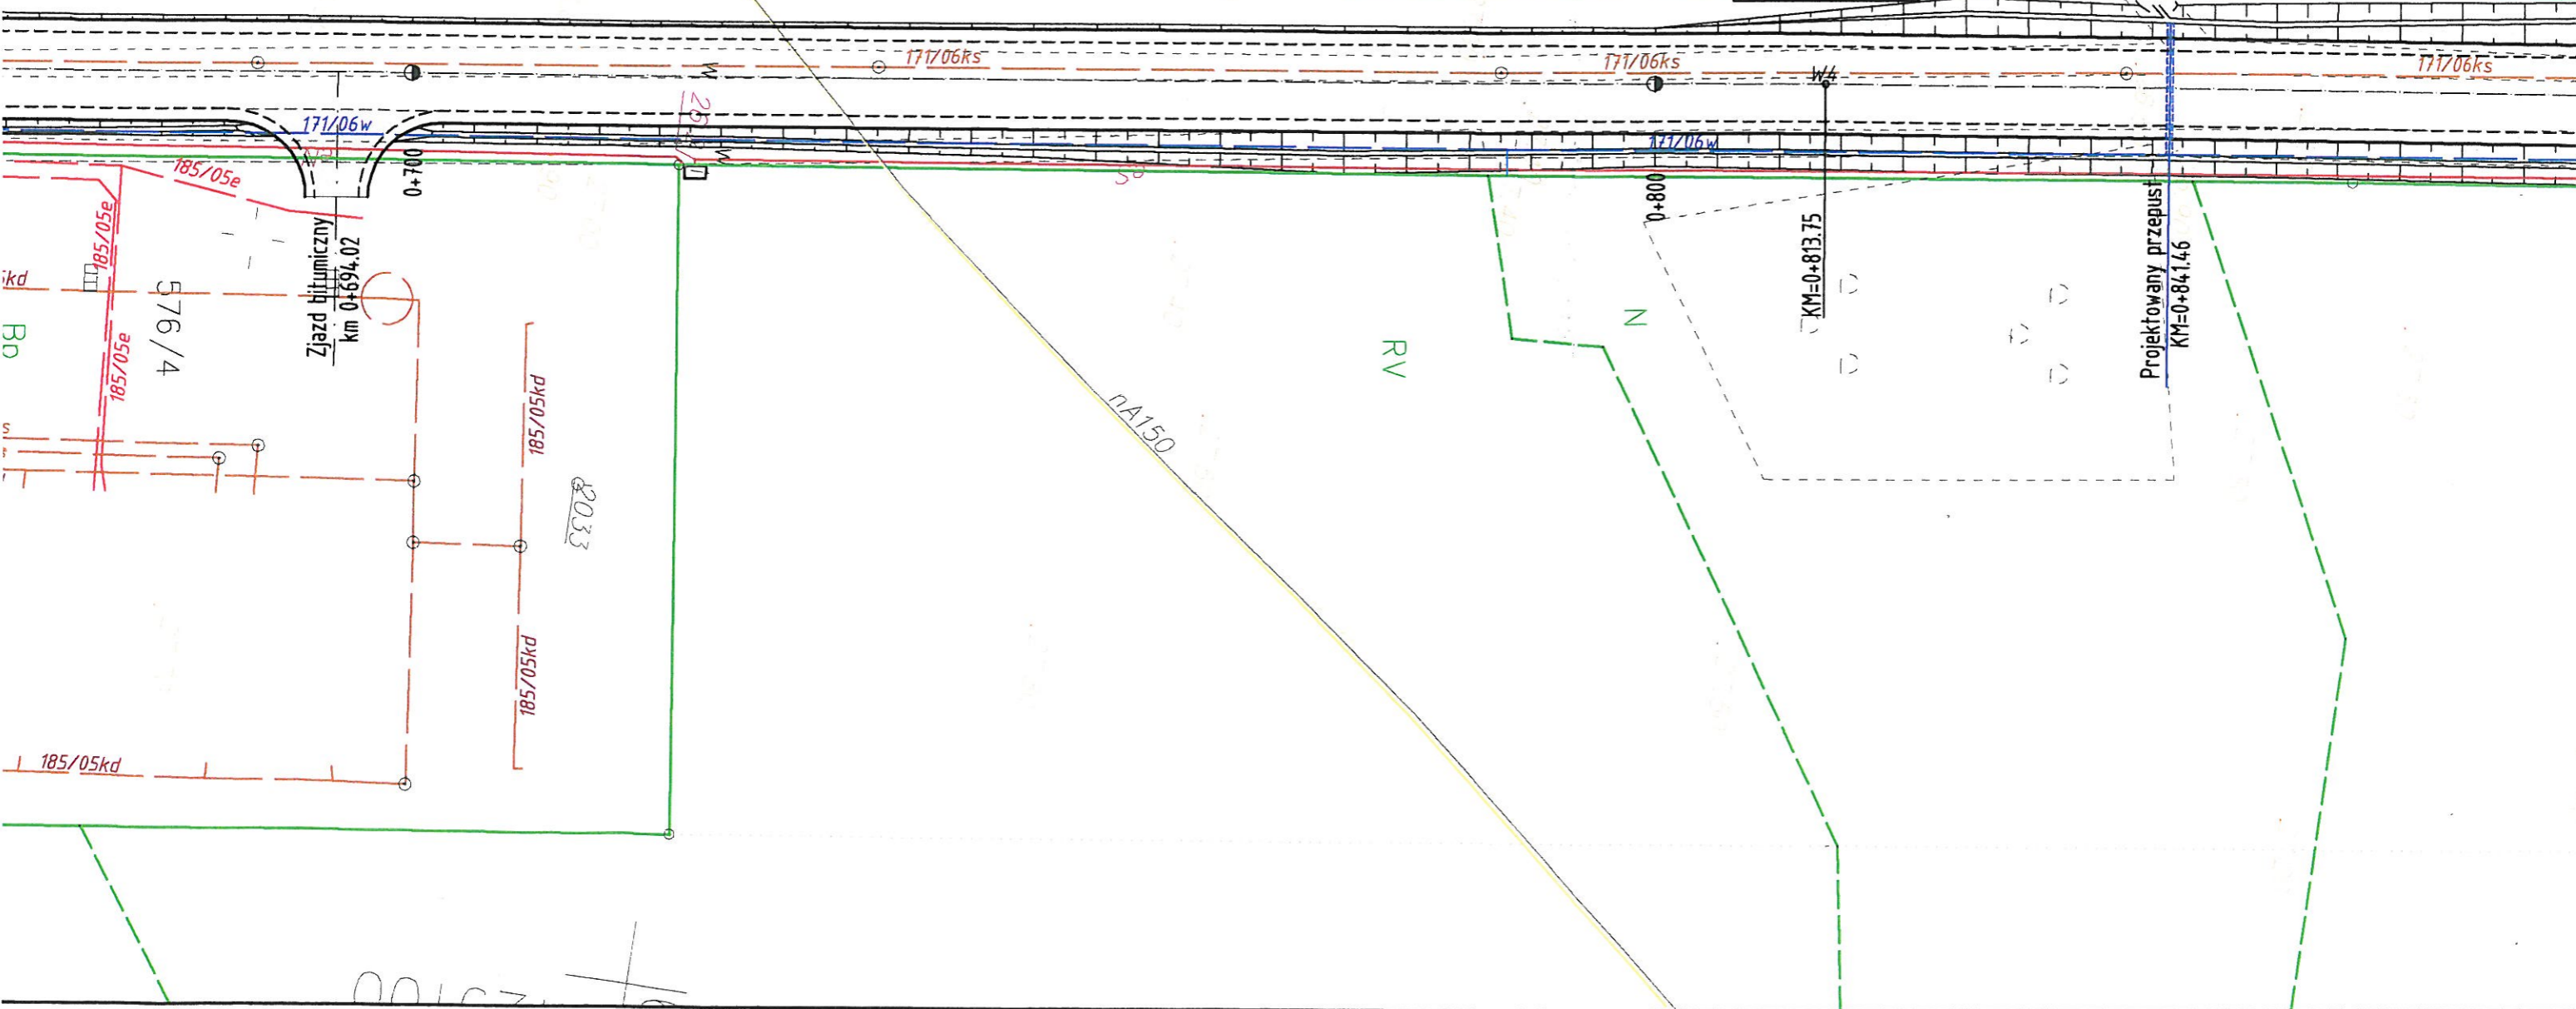 171/06ks
171/06ks
171/06ks
W4
W
171/06w
171/06w
W
185/05e
0+700
0+800
185/05e
Zjazd bitumiczny
km 0+694.02
KM=0+813.75
Projektowany przepust
KM=0+841.46
kd
576/4
Bp
185/05e
N
RV
185/05kd
nA150
s
2033
185/05kd
185/05kd